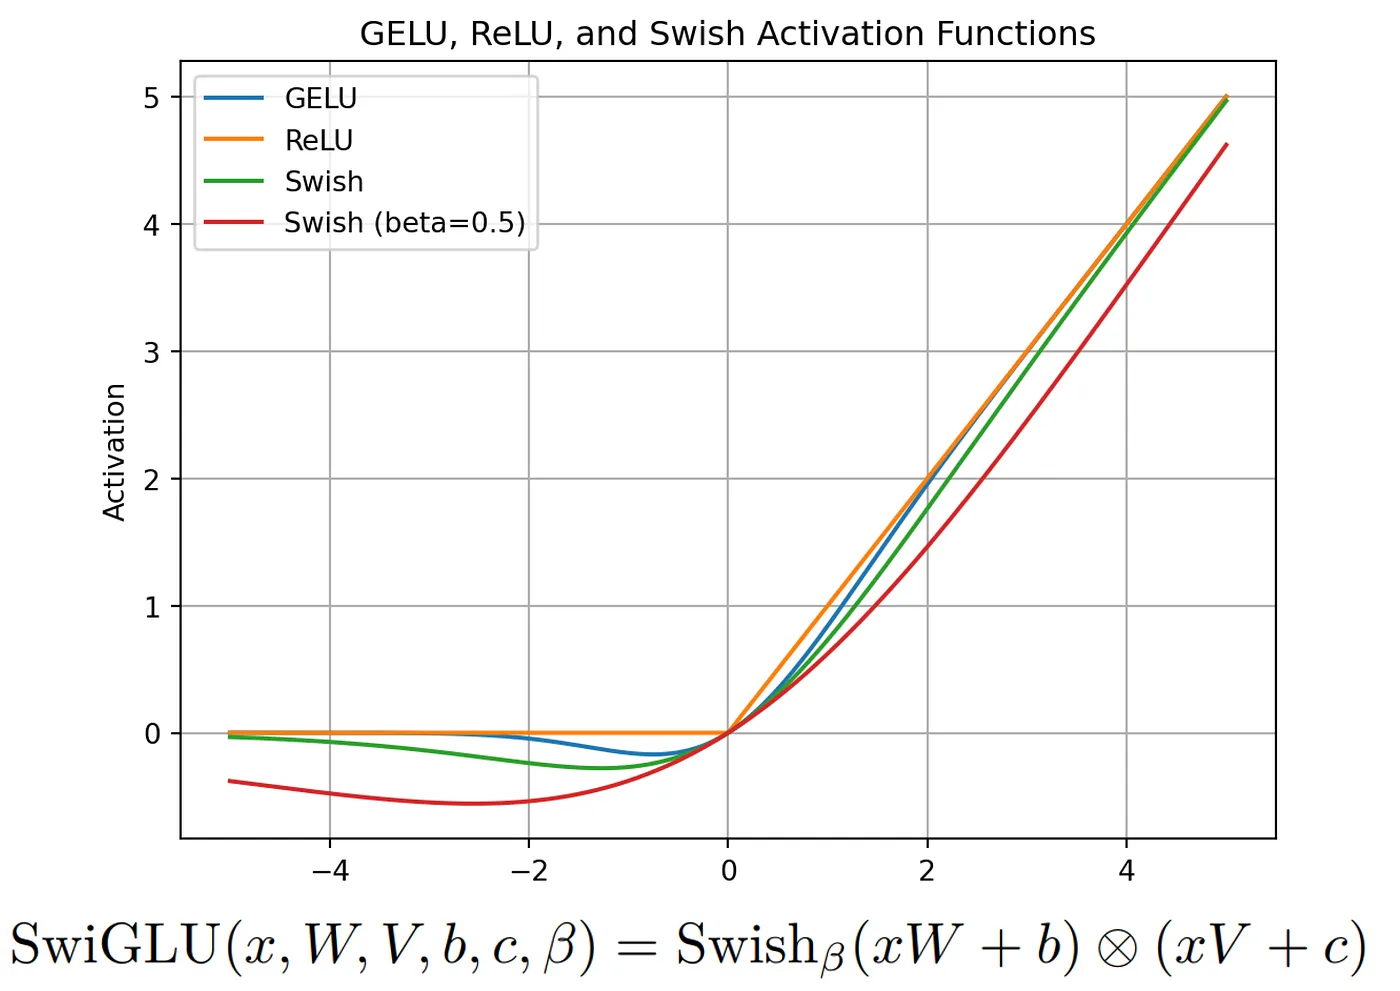 GELU, ReLU, and Swish Activation Functions
GELU
ReLU
Swish
Swish (beta=0.5)
5
4
3
2
1
0
Activation
−4 −2 0 2 4
SwiGLU(x, W, V, b, c, β) = Swishβ(xW + b) ⊗ (xV + c)